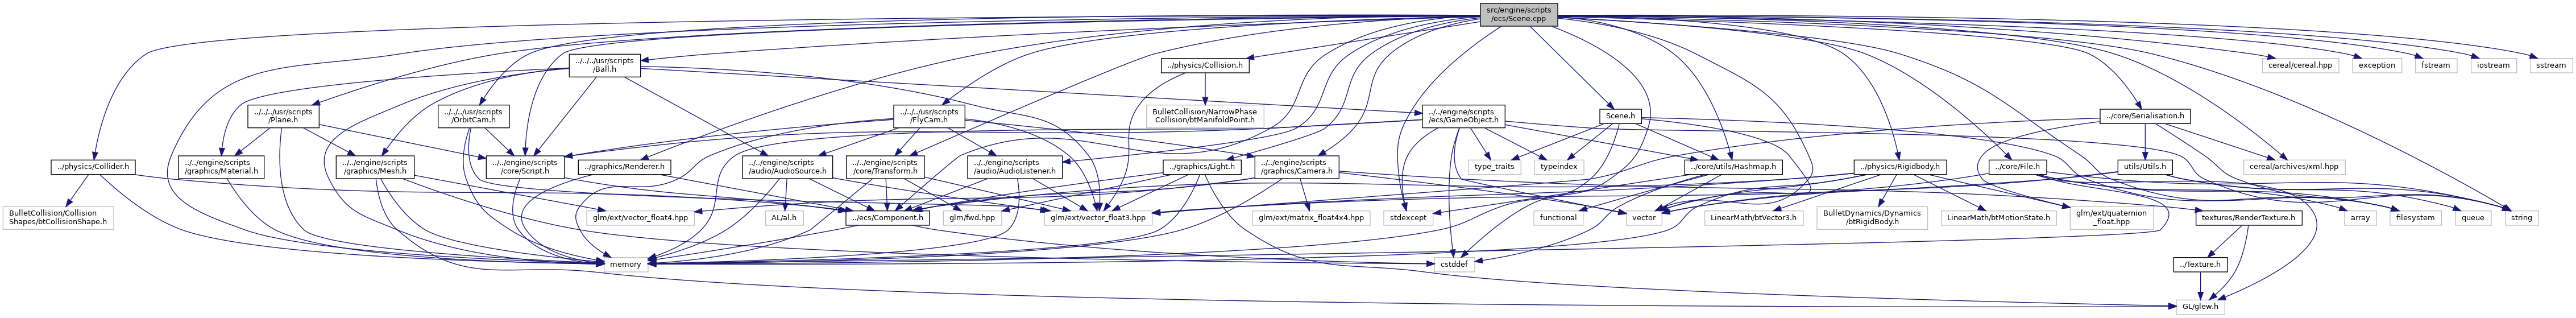 src/engine/scripts
/ecs/Scene.cpp
../../../usr/scripts
/Ball.h
../physics/Collision.h
cereal/cereal.hpp
exception
fstream
iostream
sstream
../../../usr/scripts
/Plane.h
../../../usr/scripts
/OrbitCam.h
../../../usr/scripts
/FlyCam.h
BulletCollision/NarrowPhase
Collision/btManifoldPoint.h
../../engine/scripts
/ecs/GameObject.h
Scene.h
../core/Serialisation.h
../physics/Collider.h
../../engine/scripts
/graphics/Material.h
../../engine/scripts
/graphics/Mesh.h
../../engine/scripts
/core/Script.h
../graphics/Renderer.h
../../engine/scripts
/audio/AudioSource.h
../../engine/scripts
/core/Transform.h
../../engine/scripts
/audio/AudioListener.h
../graphics/Light.h
../../engine/scripts
/graphics/Camera.h
type_traits
typeindex
../core/utils/Hashmap.h
../physics/Rigidbody.h
../core/File.h
utils/Utils.h
cereal/archives/xml.hpp
BulletCollision/Collision
Shapes/btCollisionShape.h
glm/ext/vector_float4.hpp
AL/al.h
../ecs/Component.h
glm/fwd.hpp
glm/ext/vector_float3.hpp
glm/ext/matrix_float4x4.hpp
stdexcept
functional
vector
LinearMath/btVector3.h
BulletDynamics/Dynamics
/btRigidBody.h
LinearMath/btMotionState.h
glm/ext/quaternion
_float.hpp
textures/RenderTexture.h
array
filesystem
queue
string
memory
cstddef
../Texture.h
GL/glew.h